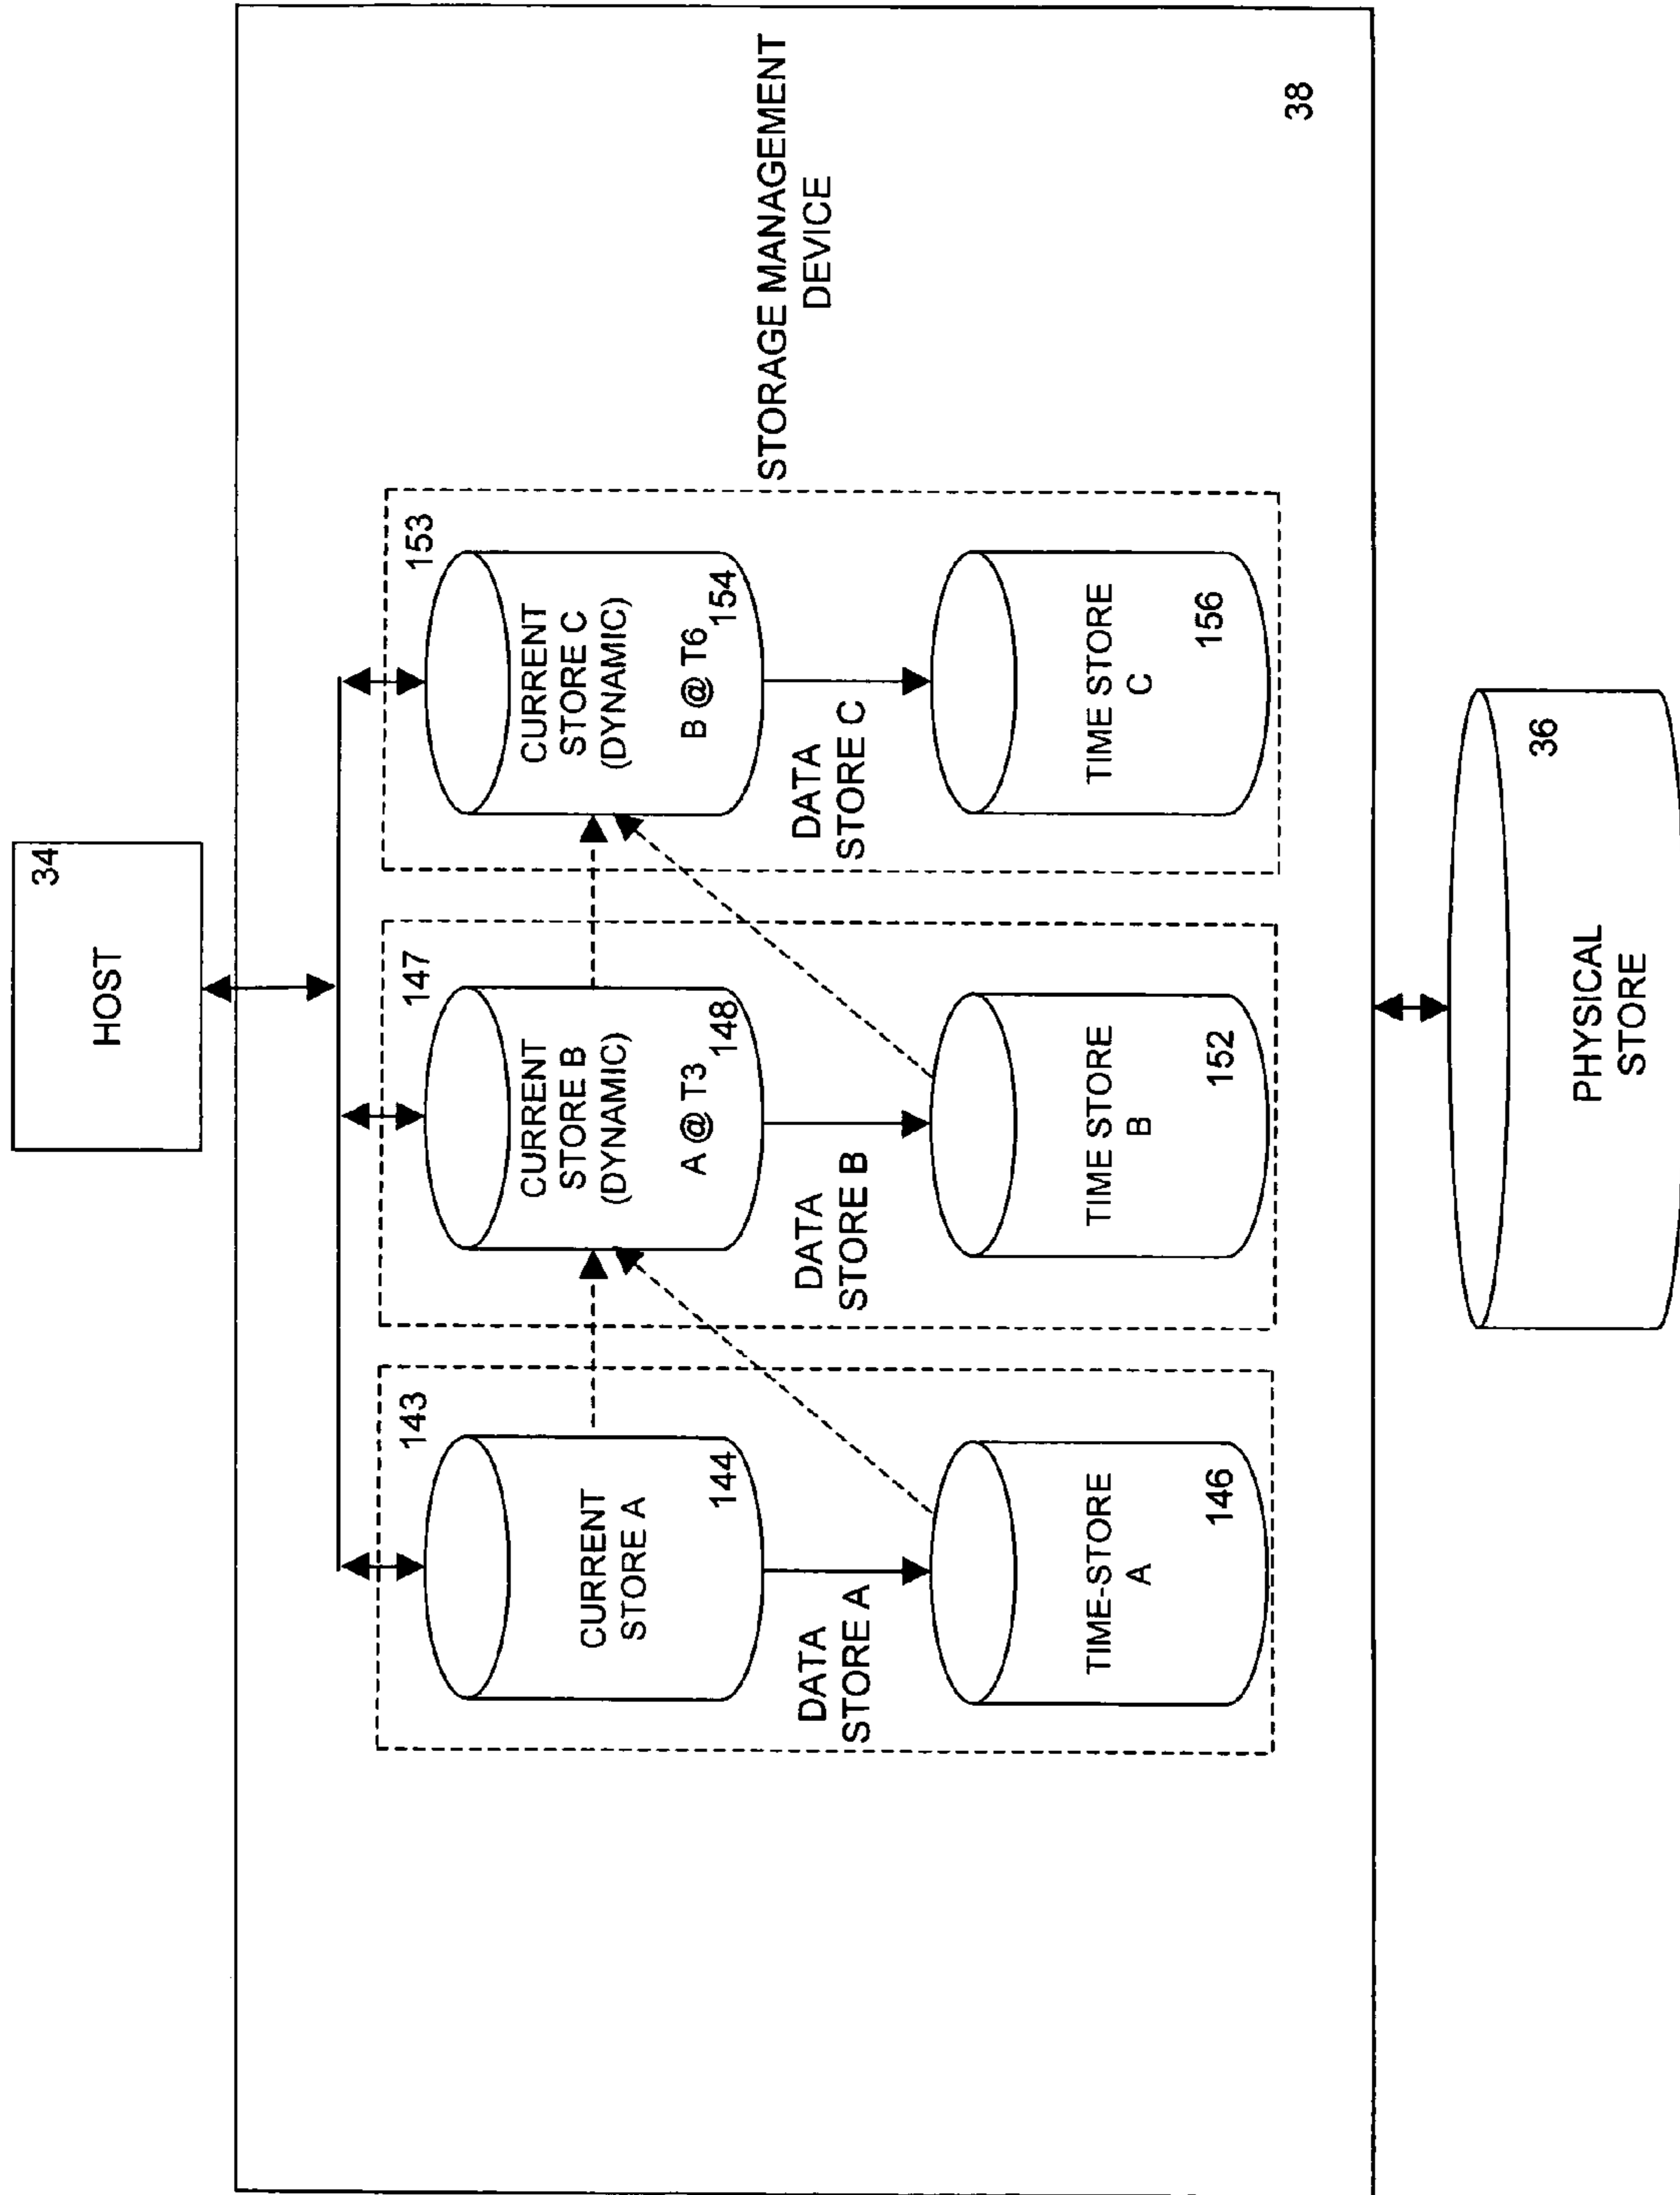 HOST
34
143
CURRENT
STORE A
144
DATA
STORE A
TIME-STORE
A
146
147
CURRENT
STORE B
(DYNAMIC)
A @ T3
148
DATA
STORE B
TIME STORE
B
152
153
CURRENT
STORE C
(DYNAMIC)
B @ T6
154
DATA
STORE C
TIME STORE
C
156
STORAGE MANAGEMENT
DEVICE
38
PHYSICAL
STORE
36